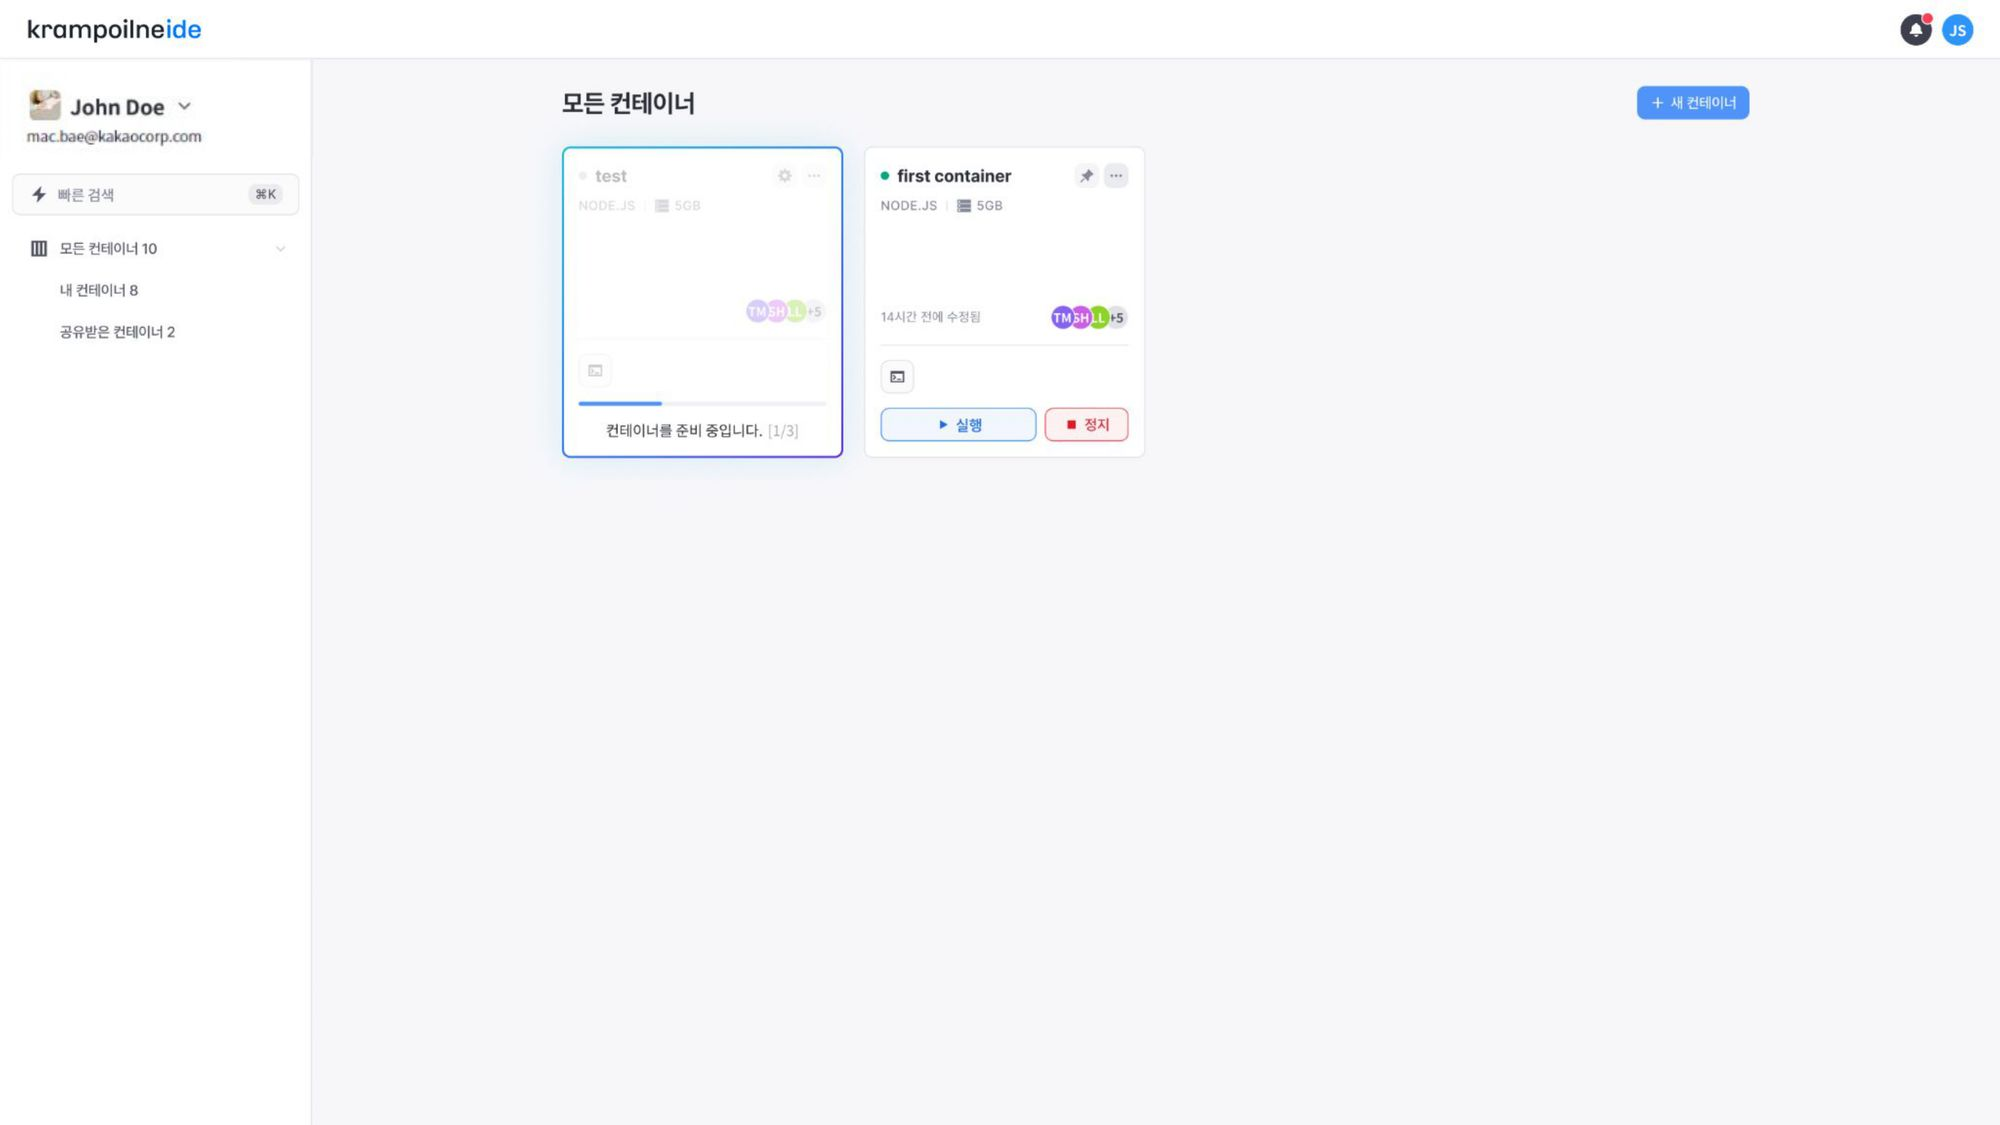 krampoilneide
JS
John Doe
mac.bae@kakaocorp.com
빠른 검색
⌘K
모든 컨테이너 10
내 컨테이너 8
공유받은 컨테이너 2
모든 컨테이너
+ 새 컨테이너
test
NODE.JS | 5GB
TM SH LL +5
컨테이너를 준비 중입니다. [1/3]
first container
NODE.JS | 5GB
14시간 전에 수정됨
TM SH LL +5
실행
정지